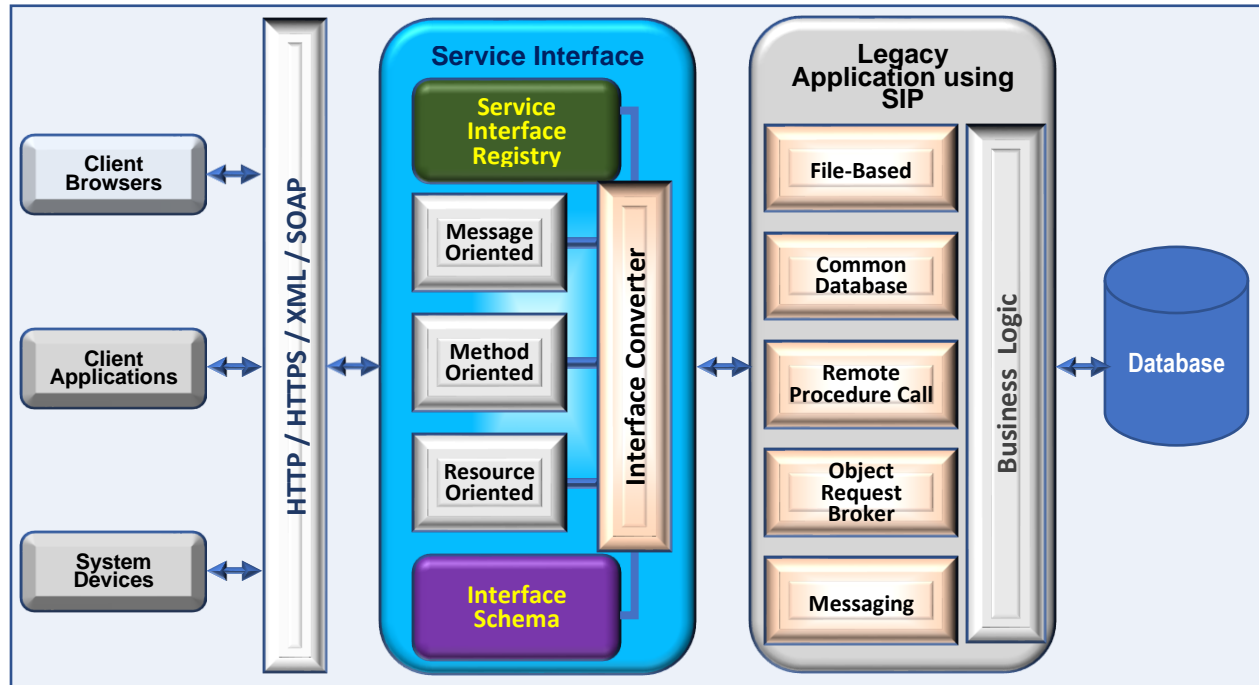 Client
Browsers
Client
Applications
System
Devices
HTTP / HTTPS / XML / SOAP
Service Interface
Service
Interface
Registry
Message
Oriented
Method
Oriented
Resource
Oriented
Interface
Schema
Interface Converter
Legacy
Application using
SIP
File-Based
Common
Database
Remote
Procedure Call
Object
Request
Broker
Messaging
Business Logic
Database